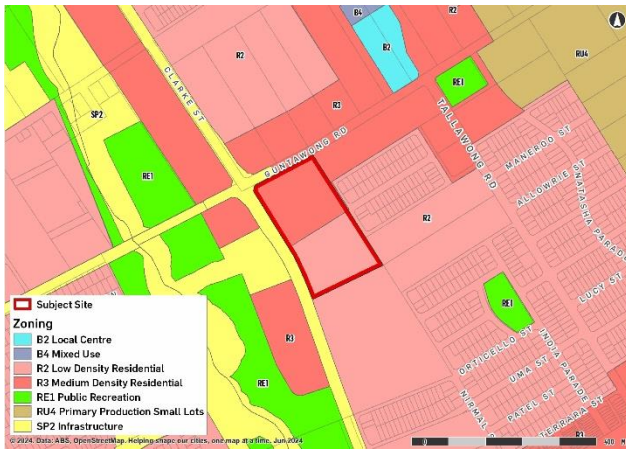 B4
R2
R2
B2
RU4
CLARKE ST
RE1
SP2
R3
GUNTAWONG RD
TALLAWONG RD
MANEROO ST
RE1
ALLOWRIE ST
NATASHA PARADE
R2
LUCY ST
RE1
Subject Site
Zoning
B2 Local Centre
B4 Mixed Use
R2 Low Density Residential
R3 Medium Density Residential
RE1 Public Recreation
RU4 Primary Production Small Lots
SP2 Infrastructure
R3
ORTICELLO ST
INDIA PARADE
UMA ST
RE1
NIRMAL
PATEL ST
TERRARA ST
R3
© 2024. Data: ABS, OpenStreetMap. Helping shape our cities, one map at a time. Jun 2024
0 400 M